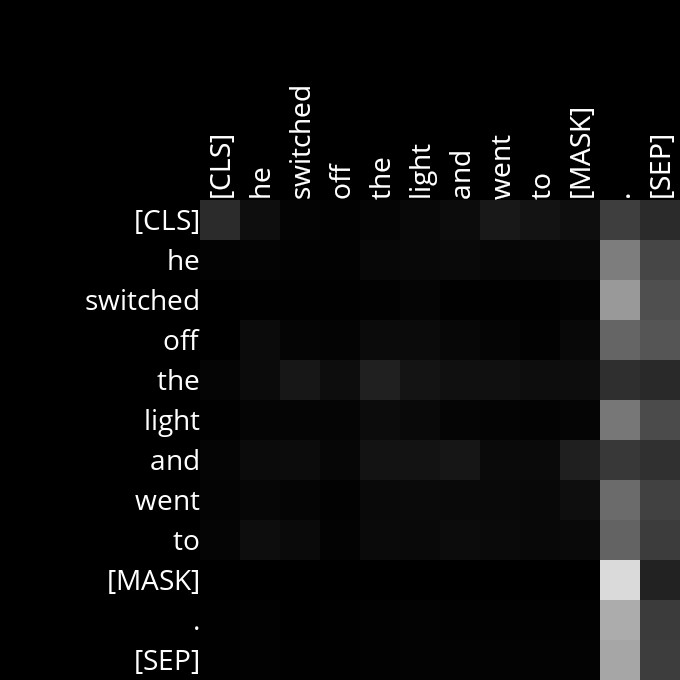 [CLS] he switched off the light and went to [MASK] . [SEP]
[CLS]
he
switched
off
the
light
and
went
to
[MASK]
.
[SEP]